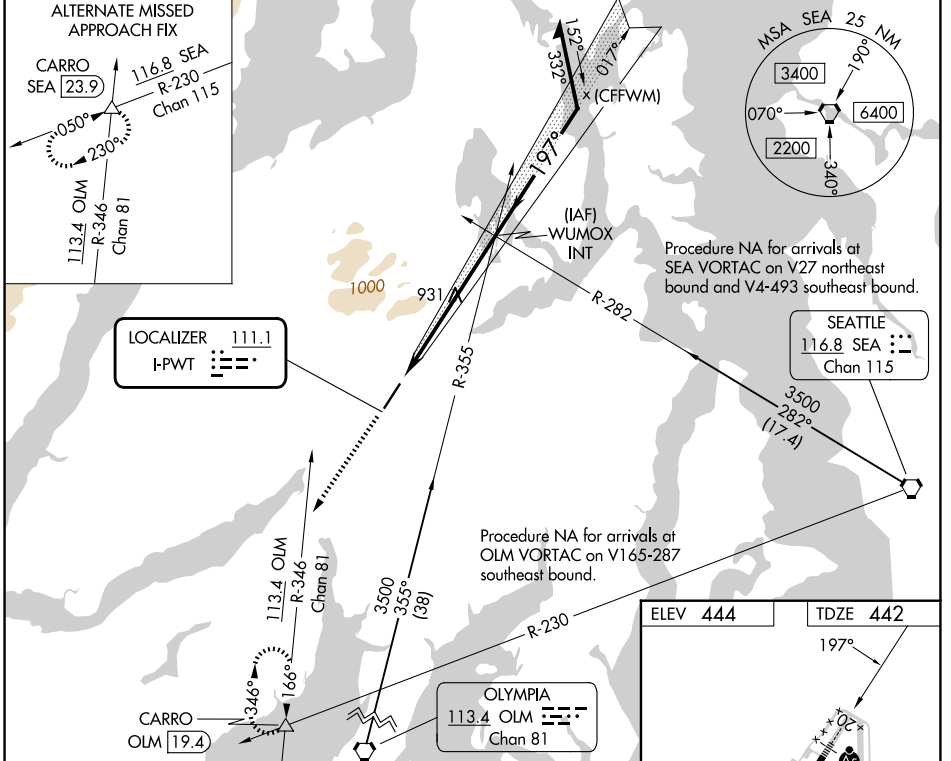 ALTERNATE MISSED
APPROACH FIX
CARRO
SEA 23.9
116.8 SEA
R-230
Chan 115
050°
230°
113.4 OLM
R-346
Chan 81
152°
332°
017°
x (CFFWM)
197°
MSA SEA 25 NM
190°
3400
070°
6400
2200
340°
(IAF)
WUMOX
INT
Procedure NA for arrivals at
SEA VORTAC on V27 northeast
bound and V4-493 southeast bound.
1000
931
R-282
LOCALIZER 111.1
I-PWT
R-355
SEATTLE
116.8 SEA
Chan 115
3500
282°
(17.4)
Procedure NA for arrivals at
OLM VORTAC on V165-287
southeast bound.
113.4 OLM
R-346
Chan 81
3500
355°
(38)
R-230
346°
166°
CARRO
OLM 19.4
OLYMPIA
113.4 OLM
Chan 81
ELEV 444
TDZE 442
197°
20